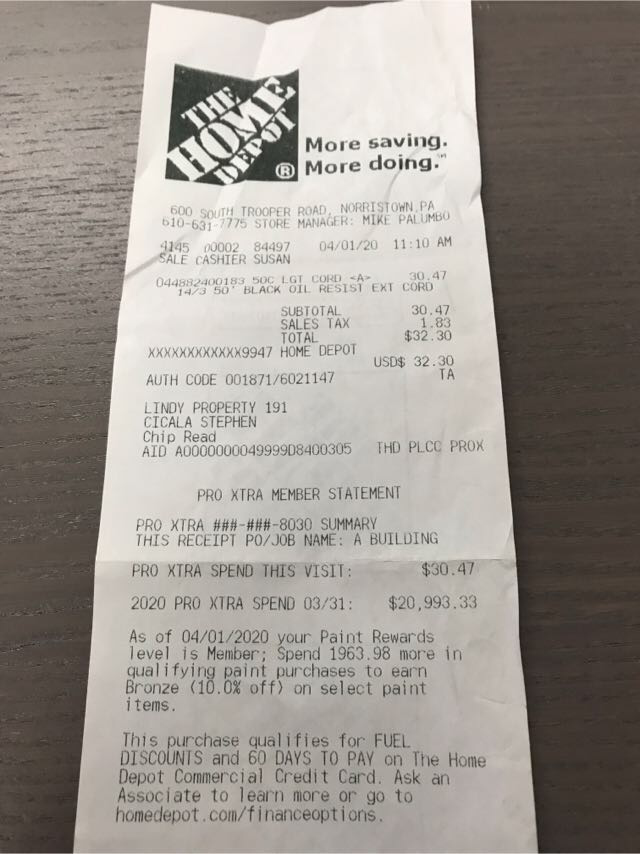 THE
HOME
DEPOT
®
More saving.
More doing.™
600 SOUTH TROOPER ROAD, NORRISTOWN,PA
610-631-7775 STORE MANAGER: MIKE PALUMBO
4145 00002 84497 04/01/20 11:10 AM
SALE CASHIER SUSAN
044882400183 50C LGT CORD <A> 30.47
14/3 50' BLACK OIL RESIST EXT CORD
SUBTOTAL 30.47
SALES TAX 1.83
TOTAL $32.30
XXXXXXXXXXXX9947 HOME DEPOT
USD$ 32.30
AUTH CODE 001871/6021147 TA
LINDY PROPERTY 191
CICALA STEPHEN
Chip Read
AID A0000000049999D8400305 THD PLCC PROX
PRO XTRA MEMBER STATEMENT
PRO XTRA ###-###-8030 SUMMARY
THIS RECEIPT PO/JOB NAME: A BUILDING
PRO XTRA SPEND THIS VISIT: $30.47
2020 PRO XTRA SPEND 03/31: $20,993.33
As of 04/01/2020 your Paint Rewards
level is Member; Spend 1963.98 more in
qualifying paint purchases to earn
Bronze (10.0% off) on select paint
items.
This purchase qualifies for FUEL
DISCOUNTS and 60 DAYS TO PAY on The Home
Depot Commercial Credit Card. Ask an
Associate to learn more or go to
homedepot.com/financeoptions.